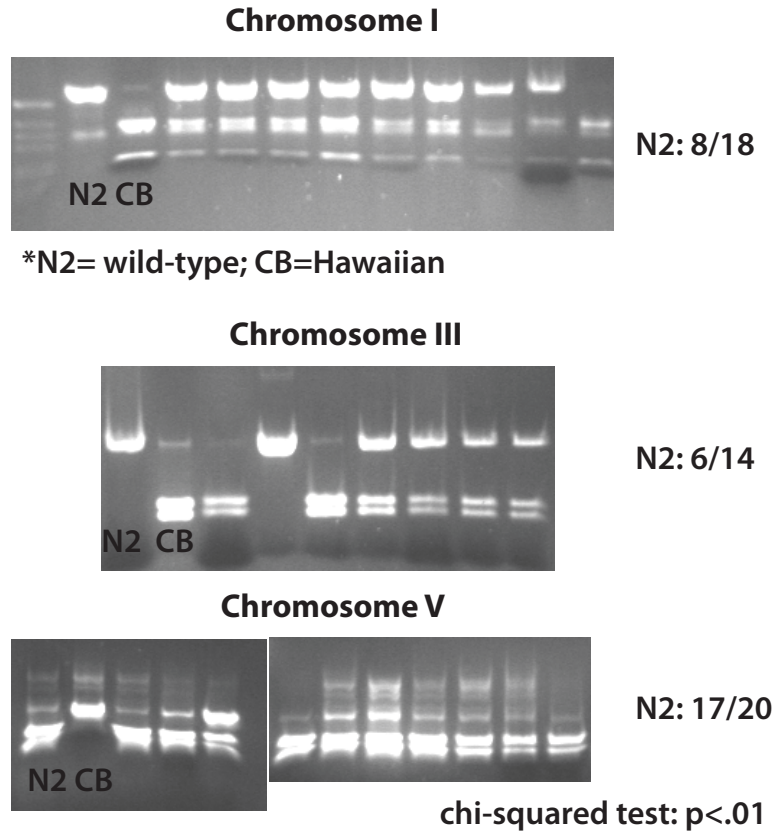 Chromosome I
N2: 8/18
N2 CB
*N2= wild-type; CB=Hawaiian
Chromosome III
N2: 6/14
N2 CB
Chromosome V
N2: 17/20
N2 CB
chi-squared test: p<.01